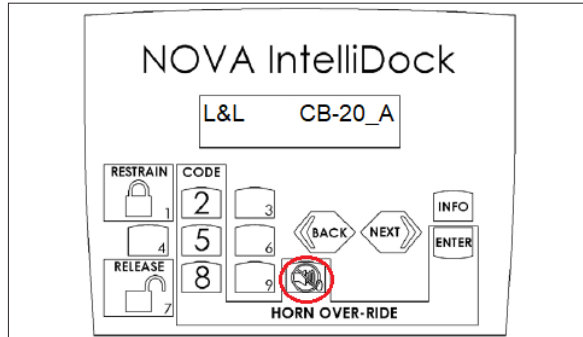 NOVA IntelliDock
L&L CB-20_A
RESTRAIN CODE
1 2 3
BACK NEXT
INFO
4 5 6
ENTER
RELEASE
7 8 9 0
HORN OVER-RIDE